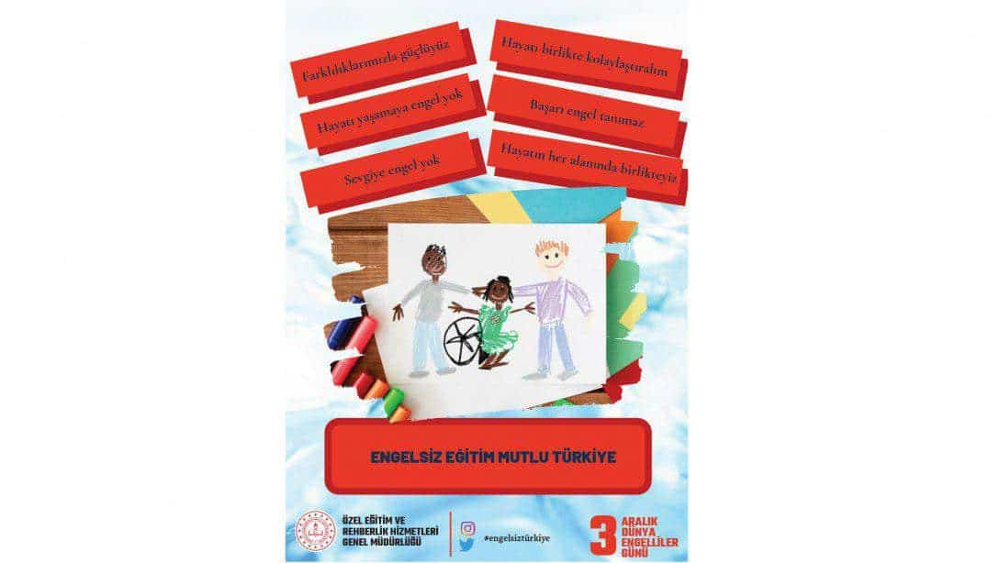 Farklılıklarımızla güçlöyüz
Hayatı yaşamaya engel yok
Sevgiye engel yok
Hayatı birlikte kolaylaştıralım
Başarı engel tanımaz
Hayatın her alanında birlikteyiz
ENGELSİZ EĞİTİM MUTLU TÜRKİYE
ÖZEL EĞİTİM VE
REHBERLİK HİZMETLERİ
GENEL MÜDÜRLÜĞÜ
#engelsiztürkiye
3 ARALIK
DÜNYA
ENGELLİLER
GÜNÜ